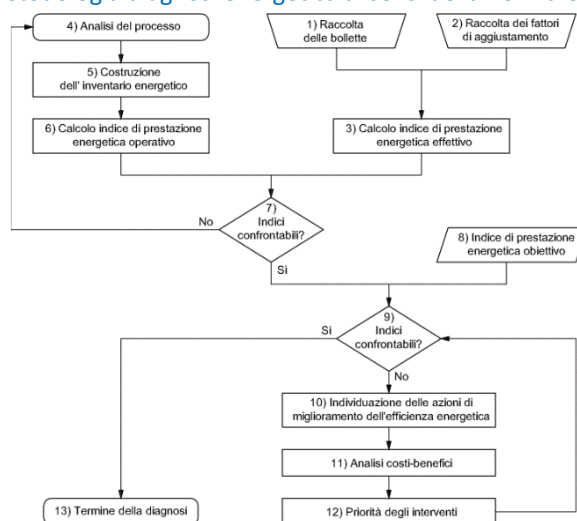 4) Analisi del processo
1) Raccolta
delle bollette
2) Raccolta dei fattori
di aggiustamento
5) Costruzione
dell' inventario energetico
6) Calcolo indice di prestazione
energetica operativo
3) Calcolo indice di prestazione
energetica effettivo
7)
Indici
confrontabili?
No
Sì
8) Indice di prestazione
energetica obiettivo
9)
Indici
confrontabili?
Sì
No
10) Individuazione delle azioni di
miglioramento dell'efficienza energetica
11) Analisi costi-benefici
13) Termine della diagnosi
12) Priorità degli interventi